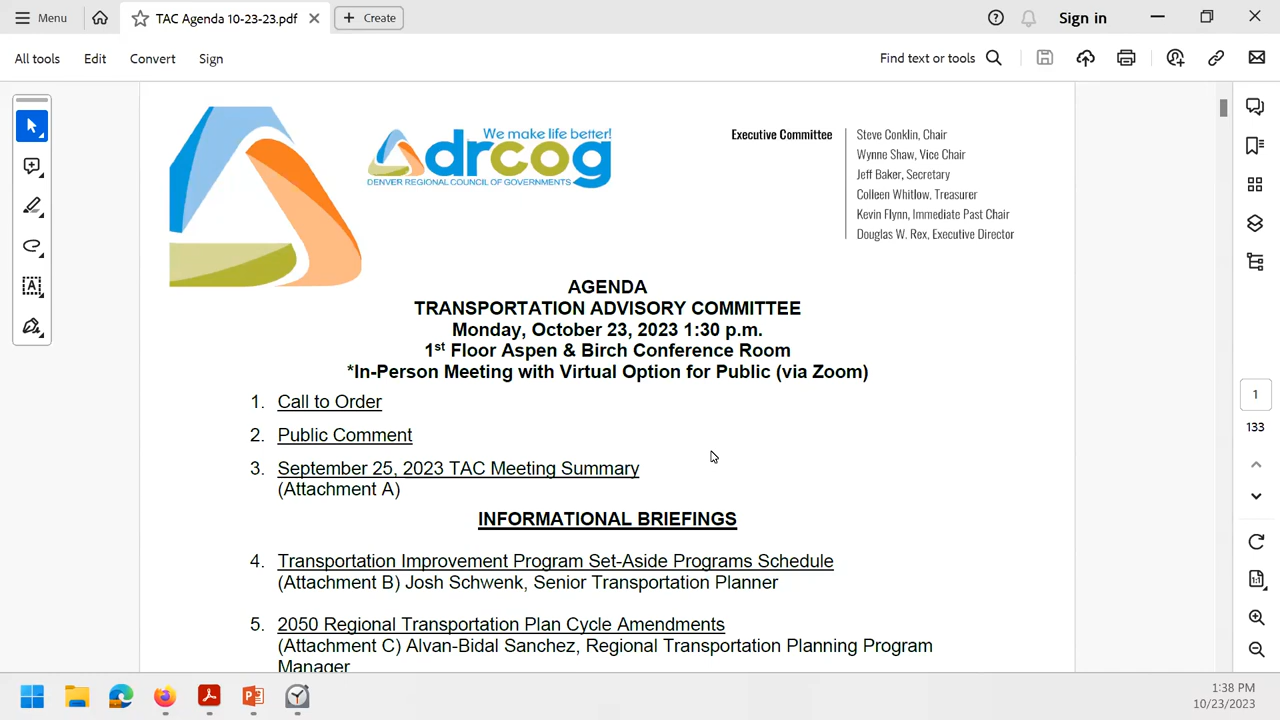 Menu
TAC Agenda 10-23-23.pdf
Create
Sign in
All tools
Edit
Convert
Sign
Find text or tools
We make life better!
drcog
DENVER REGIONAL COUNCIL OF GOVERNMENTS
Executive Committee
Steve Conklin, Chair
Wynne Shaw, Vice Chair
Jeff Baker, Secretary
Colleen Whitlow, Treasurer
Kevin Flynn, Immediate Past Chair
Douglas W. Rex, Executive Director
AGENDA
TRANSPORTATION ADVISORY COMMITTEE
Monday, October 23, 2023 1:30 p.m.
1st Floor Aspen & Birch Conference Room
*In-Person Meeting with Virtual Option for Public (via Zoom)
1. Call to Order
2. Public Comment
3. September 25, 2023 TAC Meeting Summary
(Attachment A)
INFORMATIONAL BRIEFINGS
4. Transportation Improvement Program Set-Aside Programs Schedule
(Attachment B) Josh Schwenk, Senior Transportation Planner
5. 2050 Regional Transportation Plan Cycle Amendments
(Attachment C) Alvan-Bidal Sanchez, Regional Transportation Planning Program
Manager
1
133
1:38 PM
10/23/2023